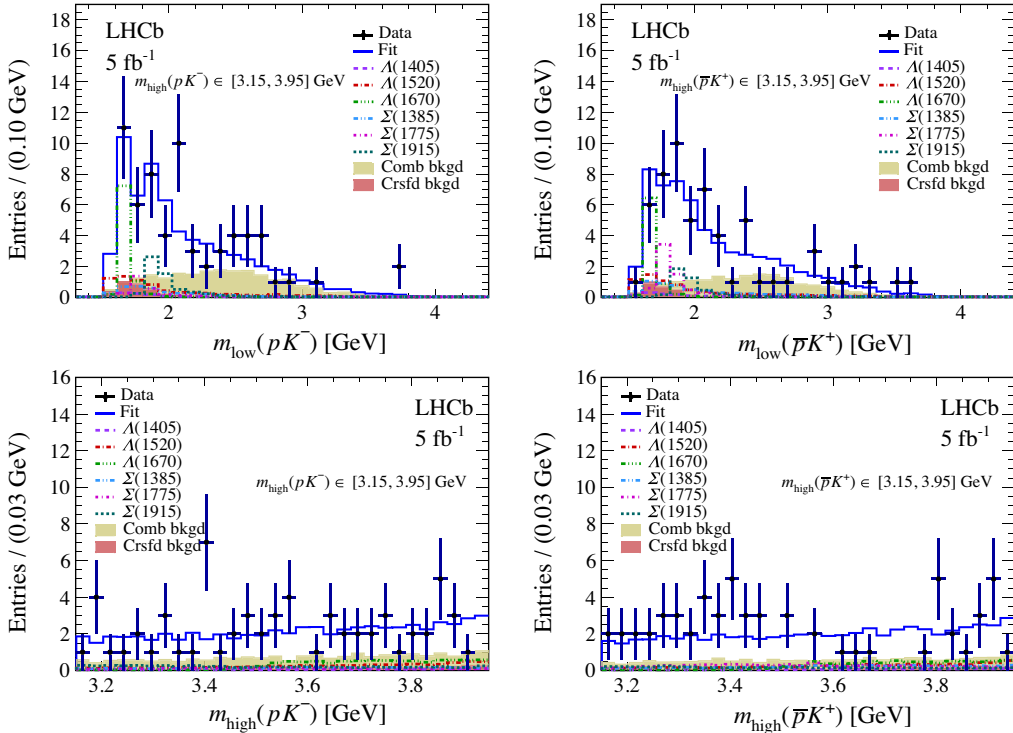 LHCb
5 fb⁻¹
m_high(pK⁻) ∈ [3.15, 3.95] GeV
Data
Fit
Λ(1405)
Λ(1520)
Λ(1670)
Σ(1385)
Σ(1775)
Σ(1915)
Comb bkgd
Crsfd bkgd
Entries / (0.10 GeV)
18
16
14
12
10
8
6
4
2
0
2 3 4
m_low(pK⁻) [GeV]
LHCb
5 fb⁻¹
m_high(p̅K⁺) ∈ [3.15, 3.95] GeV
Data
Fit
Λ(1405)
Λ(1520)
Λ(1670)
Σ(1385)
Σ(1775)
Σ(1915)
Comb bkgd
Crsfd bkgd
Entries / (0.10 GeV)
18
16
14
12
10
8
6
4
2
0
2 3 4
m_low(p̅K⁺) [GeV]
Data
Fit
Λ(1405)
Λ(1520)
Λ(1670)
Σ(1385)
Σ(1775)
Σ(1915)
Comb bkgd
Crsfd bkgd
LHCb
5 fb⁻¹
m_high(pK⁻) ∈ [3.15, 3.95] GeV
Entries / (0.03 GeV)
16
14
12
10
8
6
4
2
0
3.2 3.4 3.6 3.8
m_high(pK⁻) [GeV]
Data
Fit
Λ(1405)
Λ(1520)
Λ(1670)
Σ(1385)
Σ(1775)
Σ(1915)
Comb bkgd
Crsfd bkgd
LHCb
5 fb⁻¹
m_high(p̅K⁺) ∈ [3.15, 3.95] GeV
Entries / (0.03 GeV)
16
14
12
10
8
6
4
2
0
3.2 3.4 3.6 3.8
m_high(p̅K⁺) [GeV]